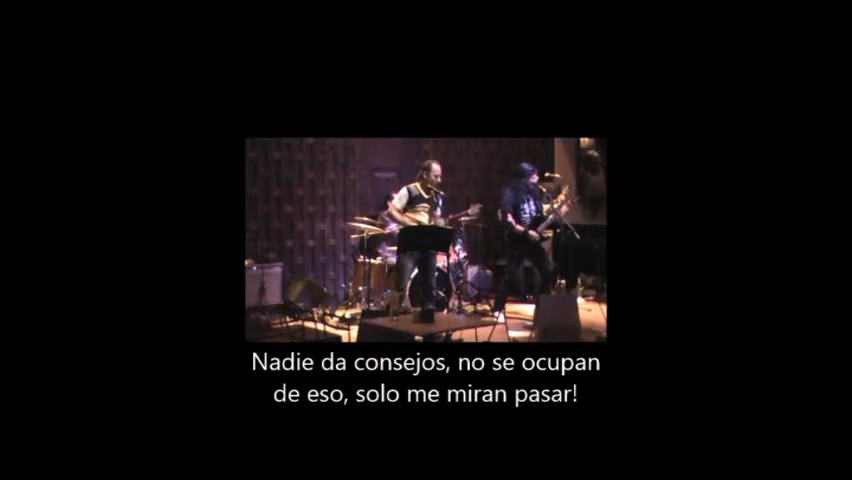 Nadie da consejos, no se ocupan
de eso, solo me miran pasar!